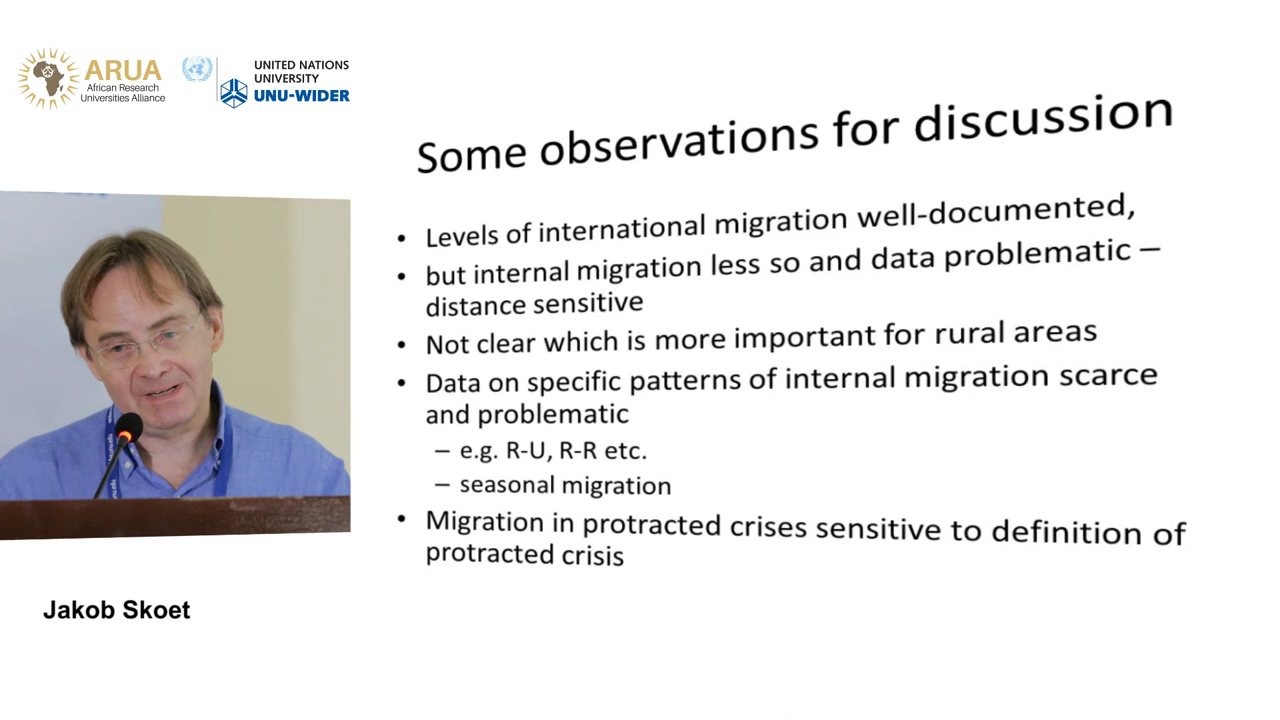 ARUA
African Research
Universities Alliance
UNITED NATIONS
UNIVERSITY
UNU-WIDER
Some observations for discussion
• Levels of international migration well-documented,
• but internal migration less so and data problematic –
distance sensitive
• Not clear which is more important for rural areas
• Data on specific patterns of internal migration scarce
and problematic
– e.g. R-U, R-R etc.
– seasonal migration
• Migration in protracted crises sensitive to definition of
protracted crisis
Jakob Skoet